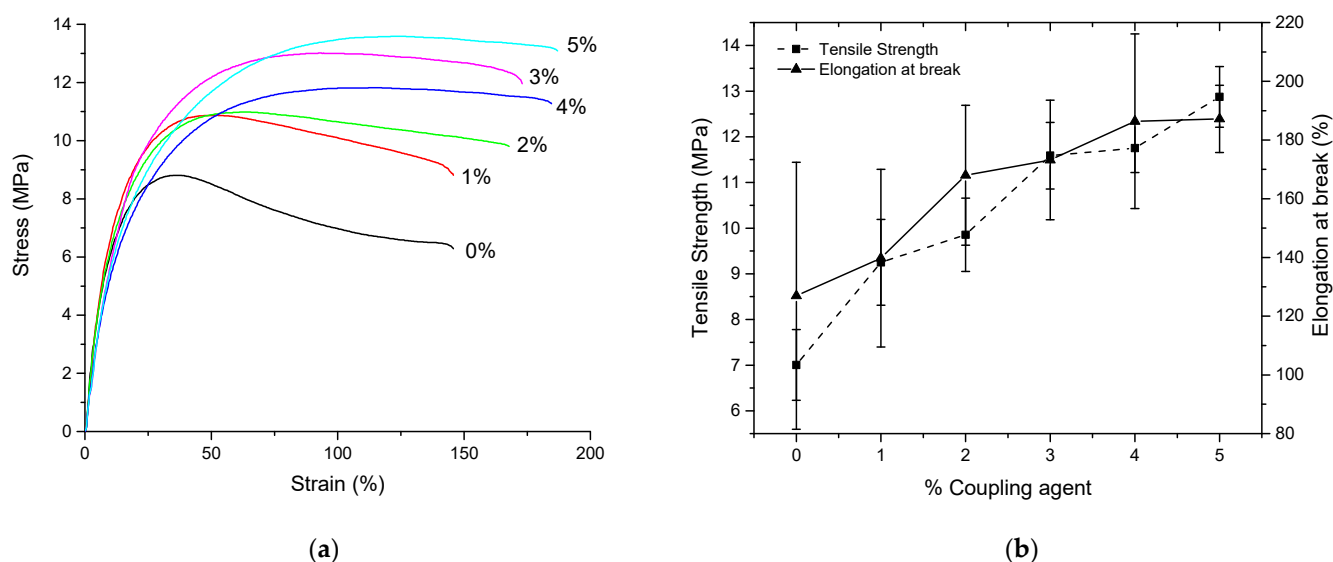 14
12
10
8
6
4
2
0
Stress (MPa)
5%
3%
4%
2%
1%
0%
0 50 100 150 200
Strain (%)
(a)
14
13
12
11
10
9
8
7
6
Tensile Strength (MPa)
Tensile Strength
Elongation at break
220
200
180
160
140
120
100
80
Elongation at break (%)
0 1 2 3 4 5
% Coupling agent
(b)